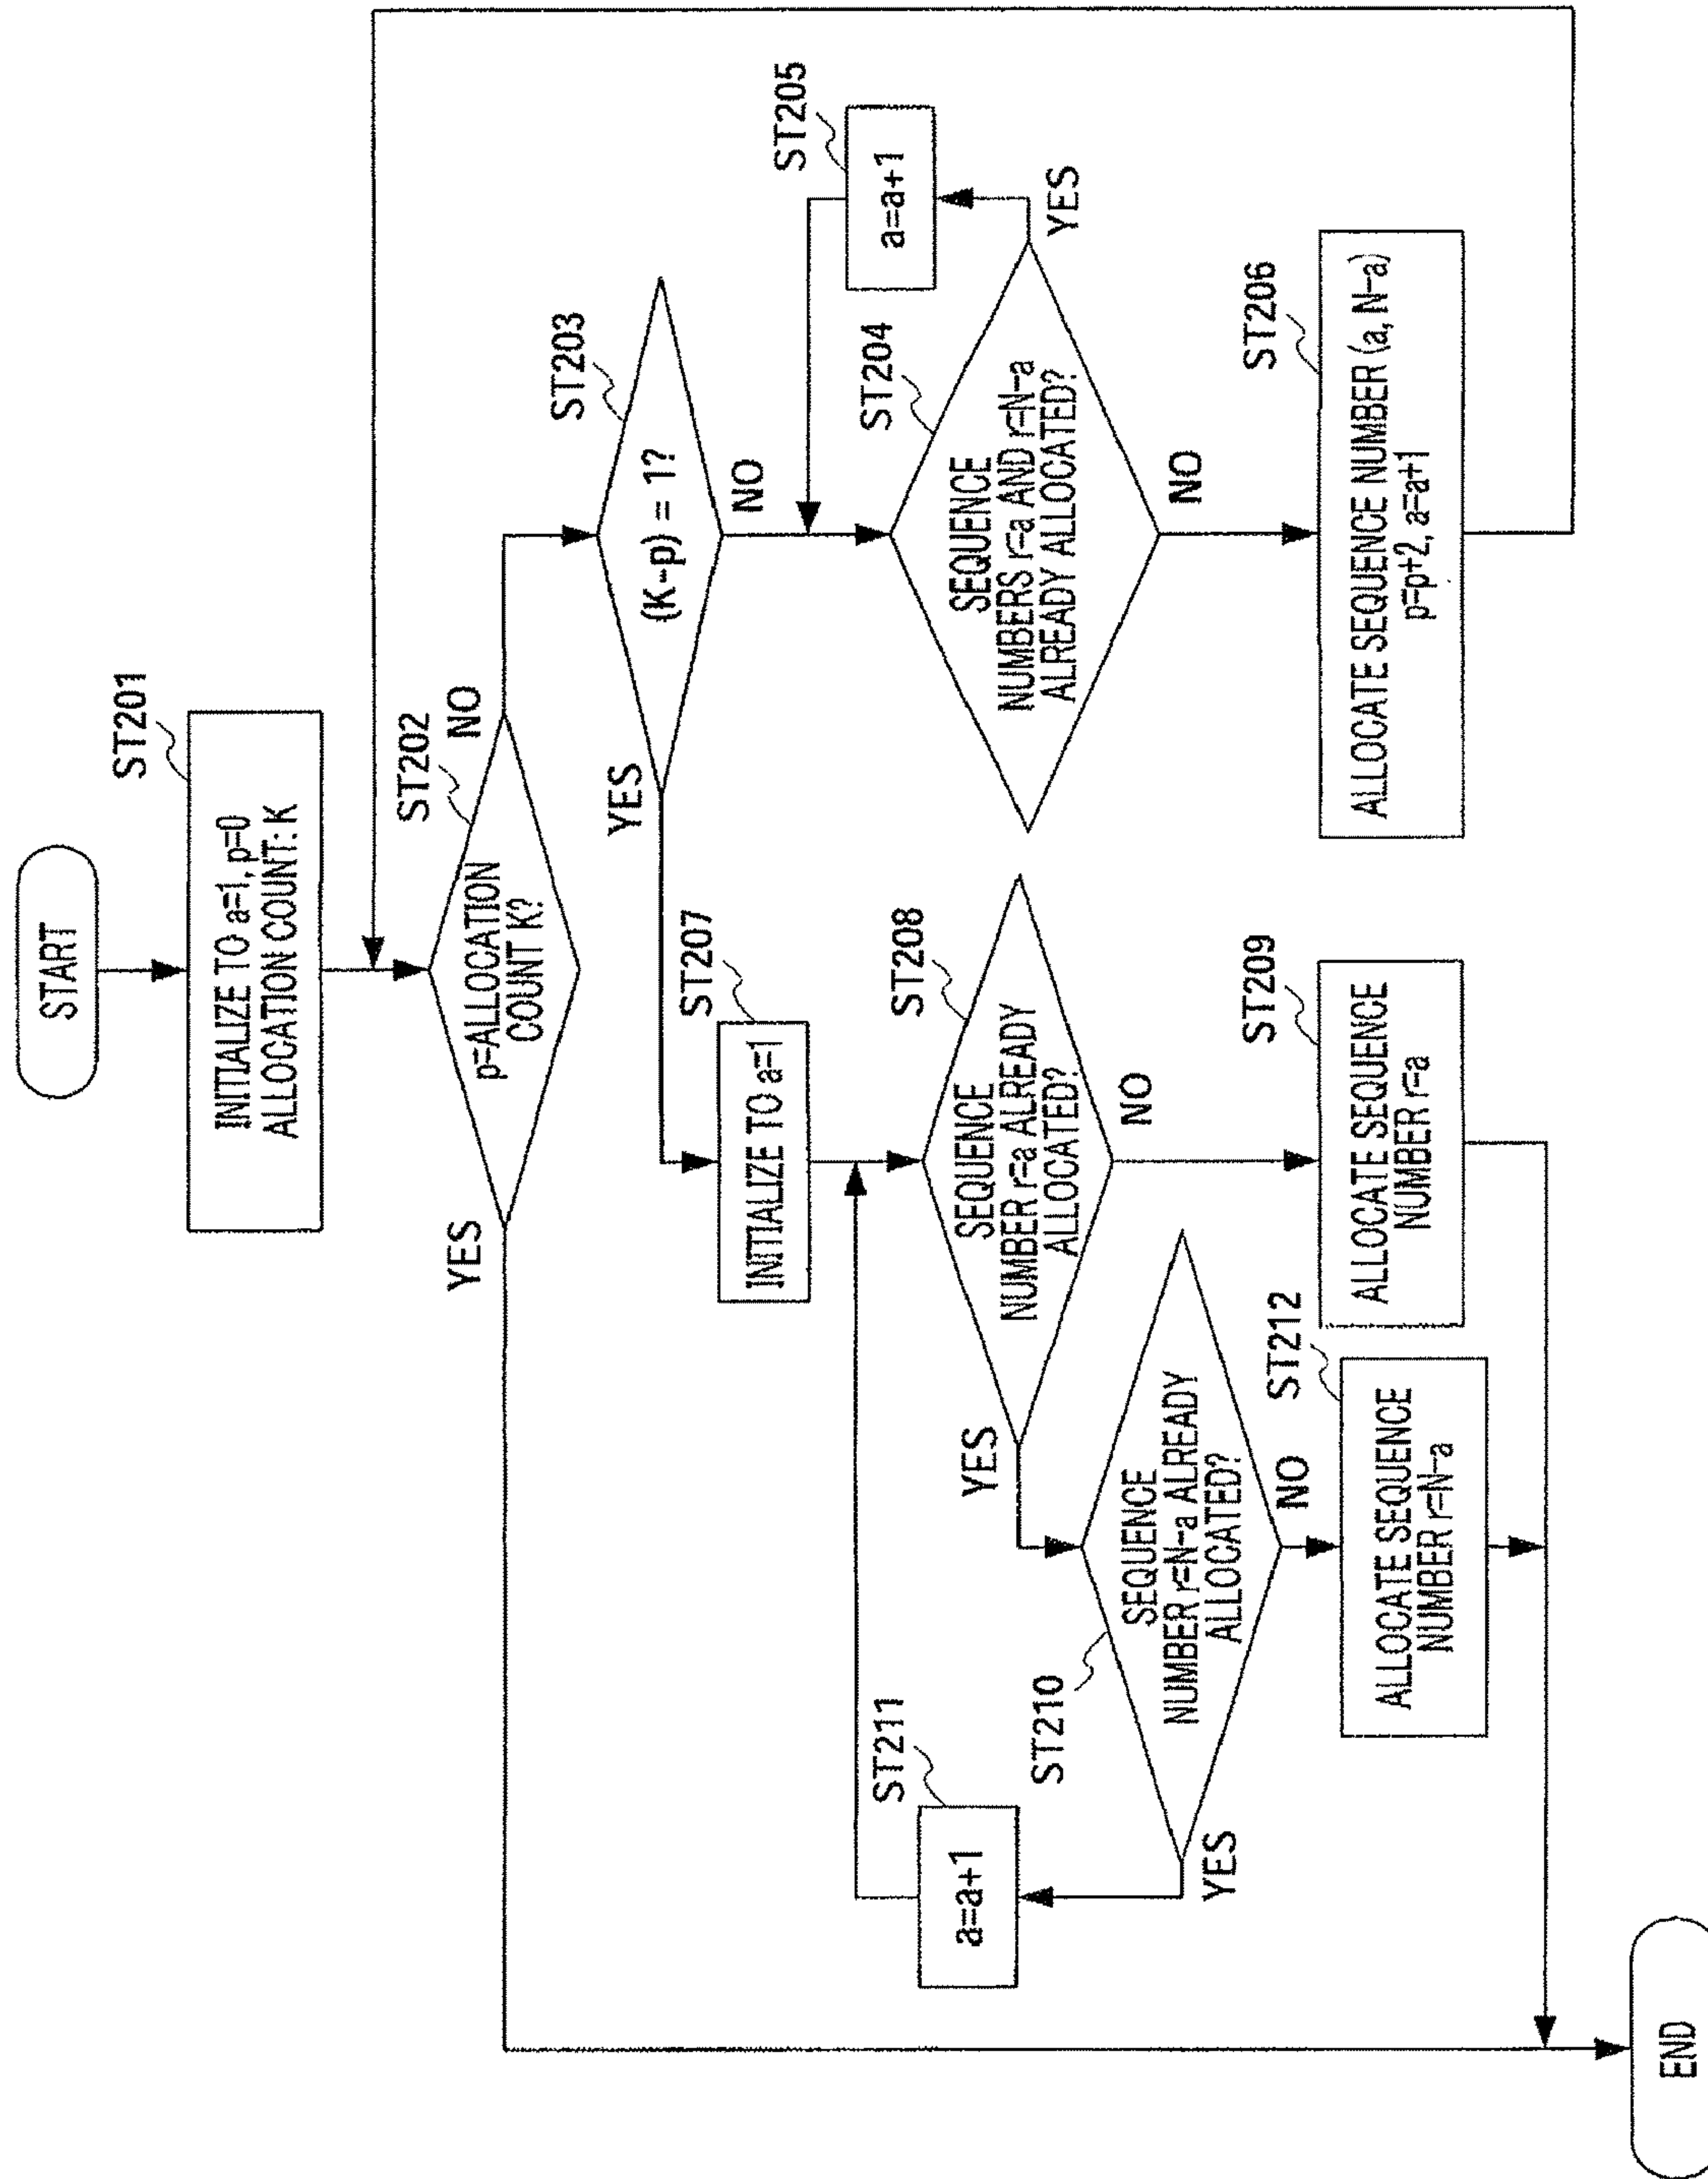 START
ST201
INITIALIZE TO a=1, p=0
ALLOCATION COUNT: K
ST202
p=ALLOCATION
COUNT K?
YES
NO
ST203
(K-p) = 1?
YES
NO
ST205
a=a+1
ST204
SEQUENCE
NUMBERS r=a AND r=N-a
ALREADY ALLOCATED?
YES
NO
ST206
ALLOCATE SEQUENCE NUMBER (a, N-a)
p=p+2, a=a+1
ST207
INITIALIZE TO a=1
ST208
SEQUENCE
NUMBER r=a ALREADY
ALLOCATED?
YES
NO
ST209
ALLOCATE SEQUENCE
NUMBER r=a
ST210
SEQUENCE
NUMBER r=N-a ALREADY
ALLOCATED?
YES
NO
ST211
a=a+1
ST212
ALLOCATE SEQUENCE
NUMBER r=N-a
END